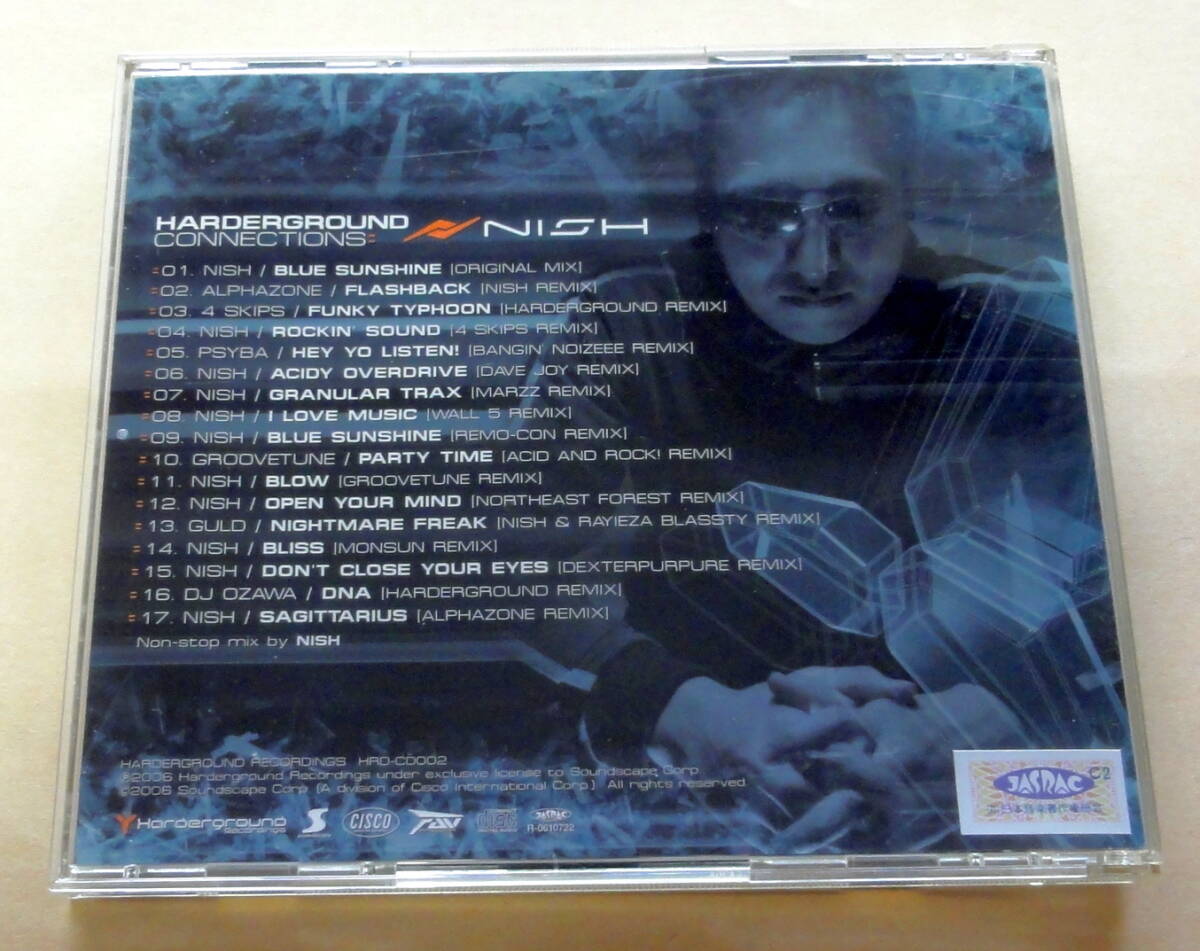 HARDERGROUND
CONNECTIONS:
NISH
01. NISH / BLUE SUNSHINE [ORIGINAL MIX]
02. ALPHAZONE / FLASHBACK [NISH REMIX]
03. 4 SKIPS / FUNKY TYPHOON [HARDERGROUND REMIX]
04. NISH / ROCKIN' SOUND [4 SKIPS REMIX]
05. PSYBA / HEY YO LISTEN! [BANGIN' NOIZEEE REMIX]
06. NISH / ACIDY OVERDRIVE [DAVE JOY REMIX]
07. NISH / GRANULAR TRAX [MARZZ REMIX]
08. NISH / I LOVE MUSIC [WALL 5 REMIX]
09. NISH / BLUE SUNSHINE [REMO-CON REMIX]
10. GROOVETUNE / PARTY TIME [ACID AND ROCK! REMIX]
11. NISH / BLOW [GROOVETUNE REMIX]
12. NISH / OPEN YOUR MIND [NORTHEAST FOREST REMIX]
13. GULD / NIGHTMARE FREAK [NISH & RAYIEZA BLASSTY REMIX]
14. NISH / BLISS [MONSUN REMIX]
15. NISH / DON'T CLOSE YOUR EYES [DEXTERPURPURE REMIX]
16. DJ OZAWA / DNA [HARDERGROUND REMIX]
17. NISH / SAGITTARIUS [ALPHAZONE REMIX]
Non-stop mix by NISH
HARDERGROUND RECORDINGS HRD-CD002
℗2006 Harderground Recordings under exclusive license to Soundscape Corp
©2006 Soundscape Corp (A division of Cisco International Corp) All rights reserved.
Harderground
Recordings
CISCO
JASRAC
R-0610722
JASRAC